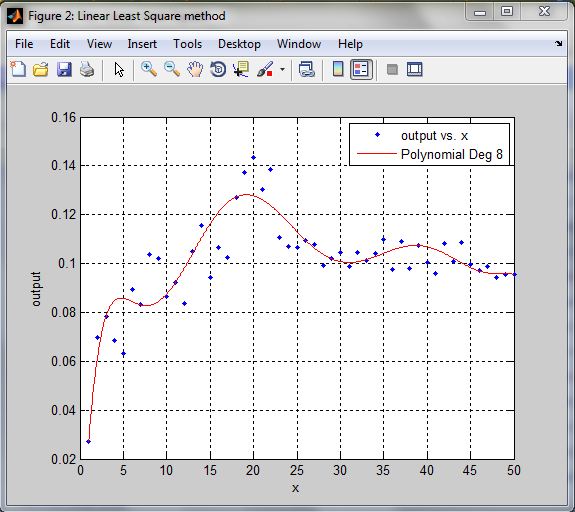 Figure 2: Linear Least Square method
File Edit View Insert Tools Desktop Window Help
output vs. x
Polynomial Deg 8
0.16
0.14
0.12
0.1
0.08
0.06
0.04
0.02
output
0 5 10 15 20 25 30 35 40 45 50
x